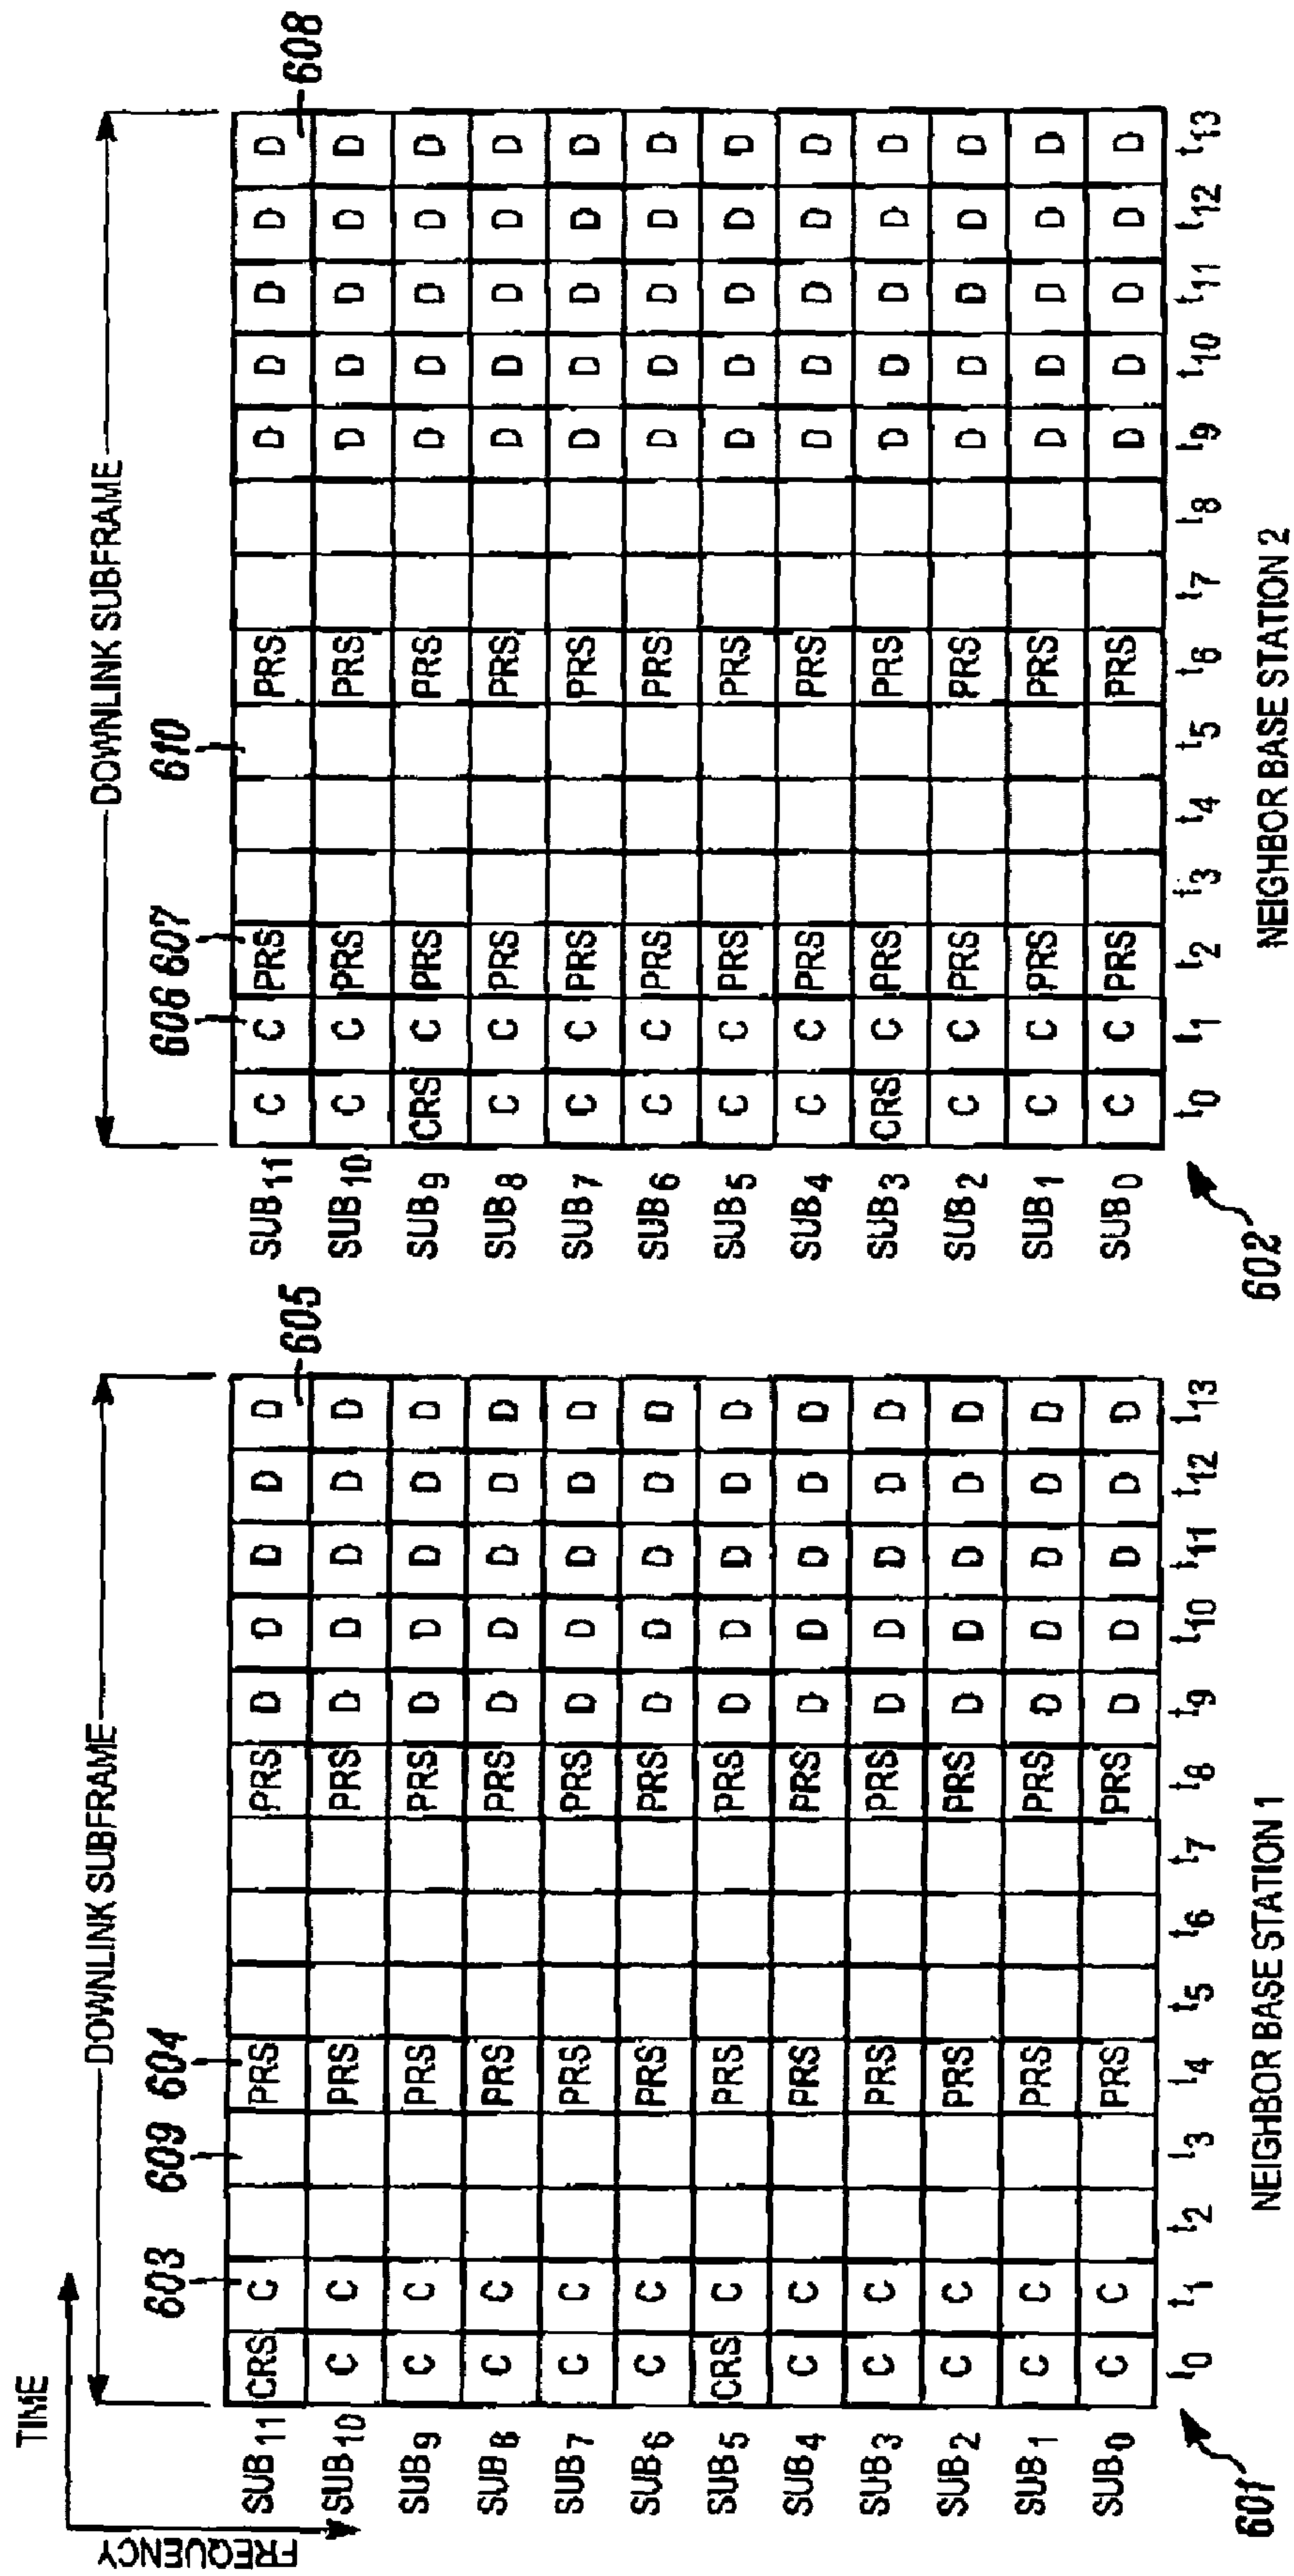 TIME
FREQUENCY
DOWNLINK SUBFRAME
603 609 604
605
SUB11 CRS C PRS PRS D D D D D
SUB10 C C PRS PRS D D D D D
SUB9 C C PRS PRS D D D D D
SUB8 C C PRS PRS D D D D D
SUB7 C C PRS PRS D D D D D
SUB6 C C PRS PRS D D D D D
SUB5 CRS C PRS PRS D D D D D
SUB4 C C PRS PRS D D D D D
SUB3 C C PRS PRS D D D D D
SUB2 C C PRS PRS D D D D D
SUB1 C C PRS PRS D D D D D
SUB0 C C PRS PRS D D D D D
t0 t1 t2 t3 t4 t5 t6 t7 t8 t9 t10 t11 t12 t13
601
NEIGHBOR BASE STATION 1
DOWNLINK SUBFRAME
606 607 610
608
SUB11 C C PRS PRS D D D D D
SUB10 C C PRS PRS D D D D D
SUB9 CRS C PRS PRS D D D D D
SUB8 C C PRS PRS D D D D D
SUB7 C C PRS PRS D D D D D
SUB6 C C PRS PRS D D D D D
SUB5 C C PRS PRS D D D D D
SUB4 C C PRS PRS D D D D D
SUB3 CRS C PRS PRS D D D D D
SUB2 C C PRS PRS D D D D D
SUB1 C C PRS PRS D D D D D
SUB0 C C PRS PRS D D D D D
t0 t1 t2 t3 t4 t5 t6 t7 t8 t9 t10 t11 t12 t13
602
NEIGHBOR BASE STATION 2